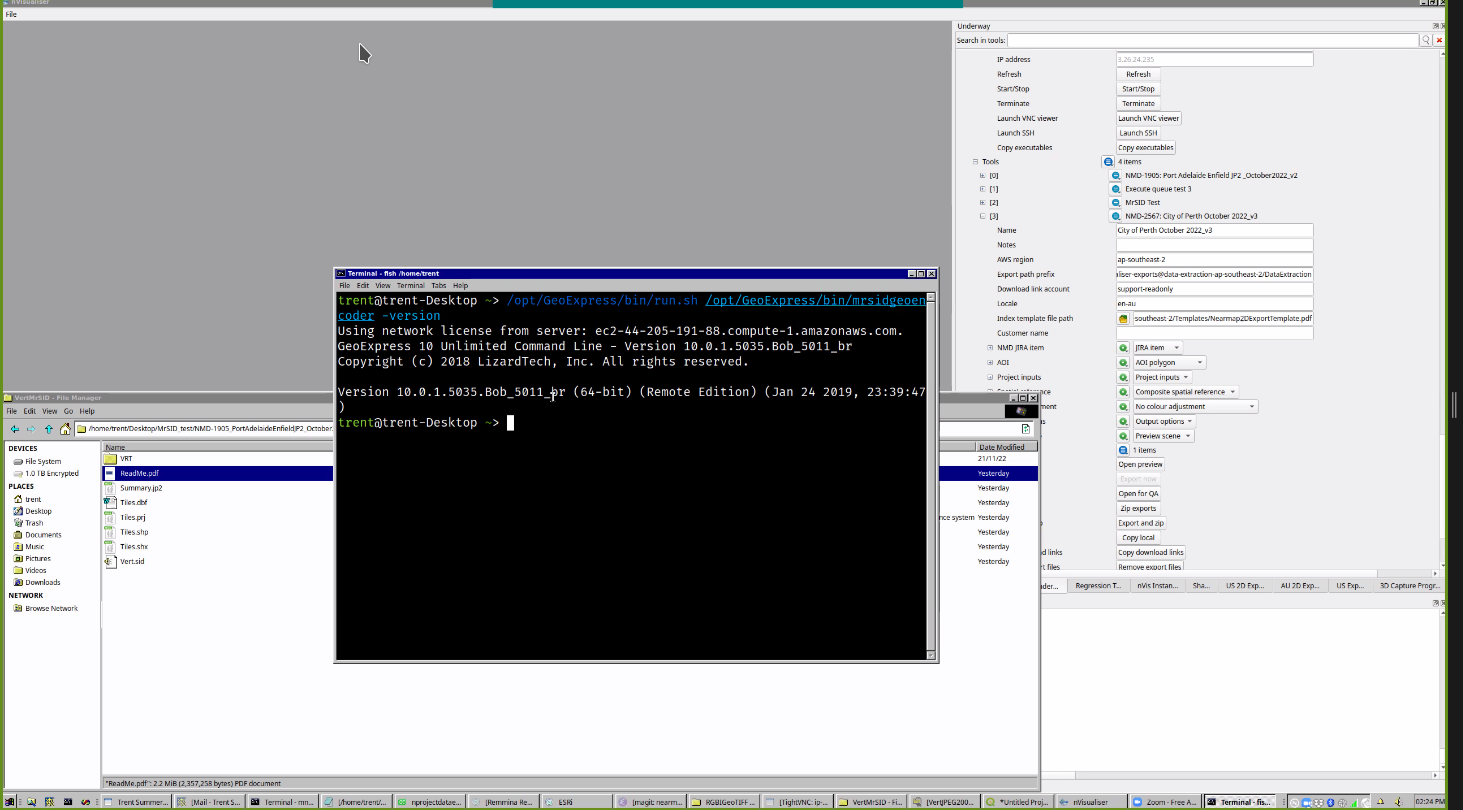 nVisualiser
File
Underway
Search in tools:
IP address 3.26.24.235
Refresh Refresh
Start/Stop Start/Stop
Terminate Terminate
Launch VNC viewer Launch VNC viewer
Launch SSH Launch SSH
Copy executables Copy executables
Tools 4 items
[0] NMD-1905: Port Adelaide Enfield JP2 _October2022_v2
[1] Execute queue test 3
[2] MrSID Test
[3] NMD-2567: City of Perth October 2022_v3
Name City of Perth October 2022_v3
Notes
AWS region ap-southeast-2
Export path prefix aliser-exports@data-extraction-ap-southeast-2/DataExtraction
Download link account support-readonly
Locale en-au
Index template file path southeast-2/Templates/Nearmap2DExportTemplate.pdf
Customer name
NMD JIRA item JIRA item
AOI AOI polygon
Project inputs Project inputs
Spatial reference Composite spatial reference
ment No colour adjustment
Output options
Preview scene
1 items
Open preview
Export now
Open for QA
Zip exports
Export and zip
Copy local
d links Copy download links
rt files Remove export files
der... Regression T... nVis Instan... Sha... US 2D Exp... AU 2D Exp... US Exp... 3D Capture Progr...
Terminal - fish /home/trent
File Edit View Terminal Tabs Help
trent@trent-Desktop ~> /opt/GeoExpress/bin/run.sh /opt/GeoExpress/bin/mrsidgeoen
coder -version
Using network license from server: ec2-44-205-191-88.compute-1.amazonaws.com.
GeoExpress 10 Unlimited Command Line - Version 10.0.1.5035.Bob_5011_br
Copyright (c) 2018 LizardTech, Inc. All rights reserved.
Version 10.0.1.5035.Bob_5011_br (64-bit) (Remote Edition) (Jan 24 2019, 23:39:47
)
trent@trent-Desktop ~>
VertMrSID - File Manager
File Edit View Go Help
/home/trent/Desktop/MrSID_test/NMD-1905_PortAdelaideEnfieldJP2_October.
DEVICES
File System
1.0 TB Encrypted
PLACES
trent
Desktop
Trash
Documents
Music
Pictures
Videos
Downloads
NETWORK
Browse Network
Name Date Modified
VRT 21/11/22
ReadMe.pdf Yesterday
Summary.jp2 Yesterday
Tiles.dbf Yesterday
Tiles.prj nce system Yesterday
Tiles.shp Yesterday
Tiles.shx Yesterday
Vert.sid Yesterday
"ReadMe.pdf": 2.2 MiB (2,357,258 bytes) PDF document
Trent Summer... [Mail - Trent S... Terminal - mn... [/home/trent/... nprojectdatae... [Remmina Re... ESRi [magit: nearm... RGBIGeoTIFF ... [TightVNC: ip-... VertMrSID - Fi... [VertJPEG200... *Untitled Proj... nVisualiser Zoom - Free A... Terminal - fis... 02:24 PM